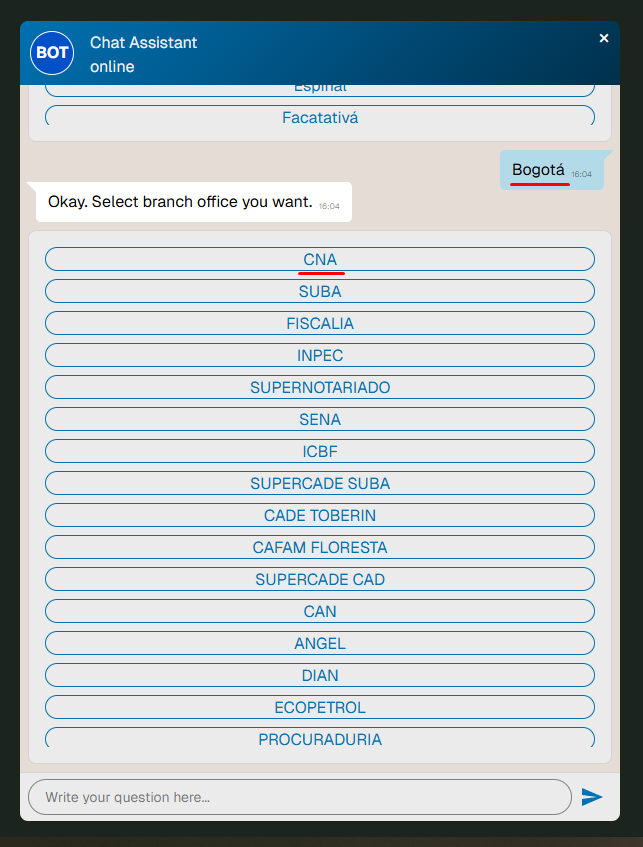 BOT
Chat Assistant
online
×
Espinal
Facatativá
Bogotá 16:04
Okay. Select branch office you want. 16:04
CNA
SUBA
FISCALIA
INPEC
SUPERNOTARIADO
SENA
ICBF
SUPERCADE SUBA
CADE TOBERIN
CAFAM FLORESTA
SUPERCADE CAD
CAN
ANGEL
DIAN
ECOPETROL
PROCURADURIA
Write your question here...